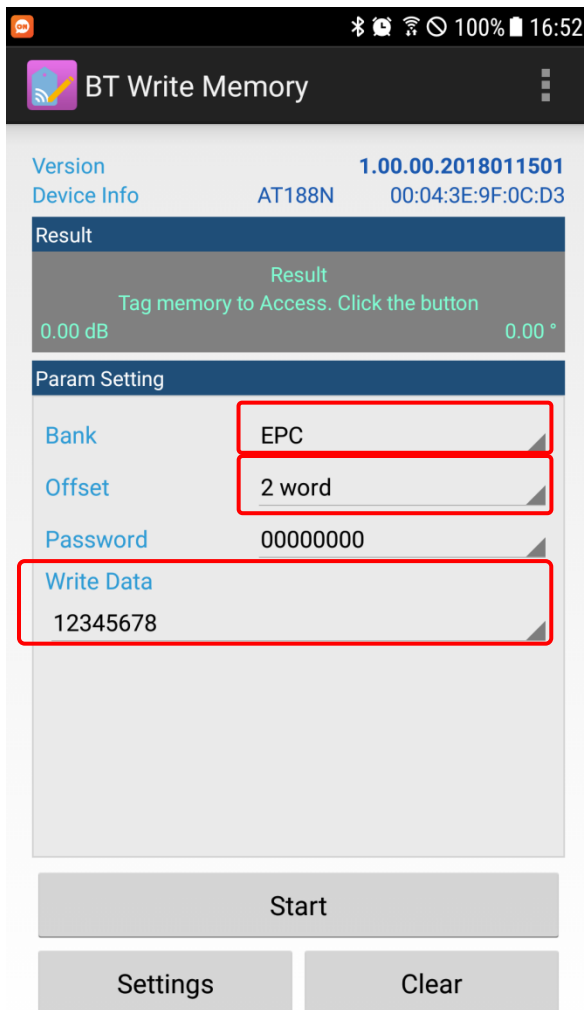 ON
100% 16:52
BT Write Memory
Version 1.00.00.2018011501
Device Info AT188N 00:04:3E:9F:0C:D3
Result
Result
Tag memory to Access. Click the button
0.00 dB 0.00 °
Param Setting
Bank EPC
Offset 2 word
Password 00000000
Write Data
12345678
Start
Settings Clear